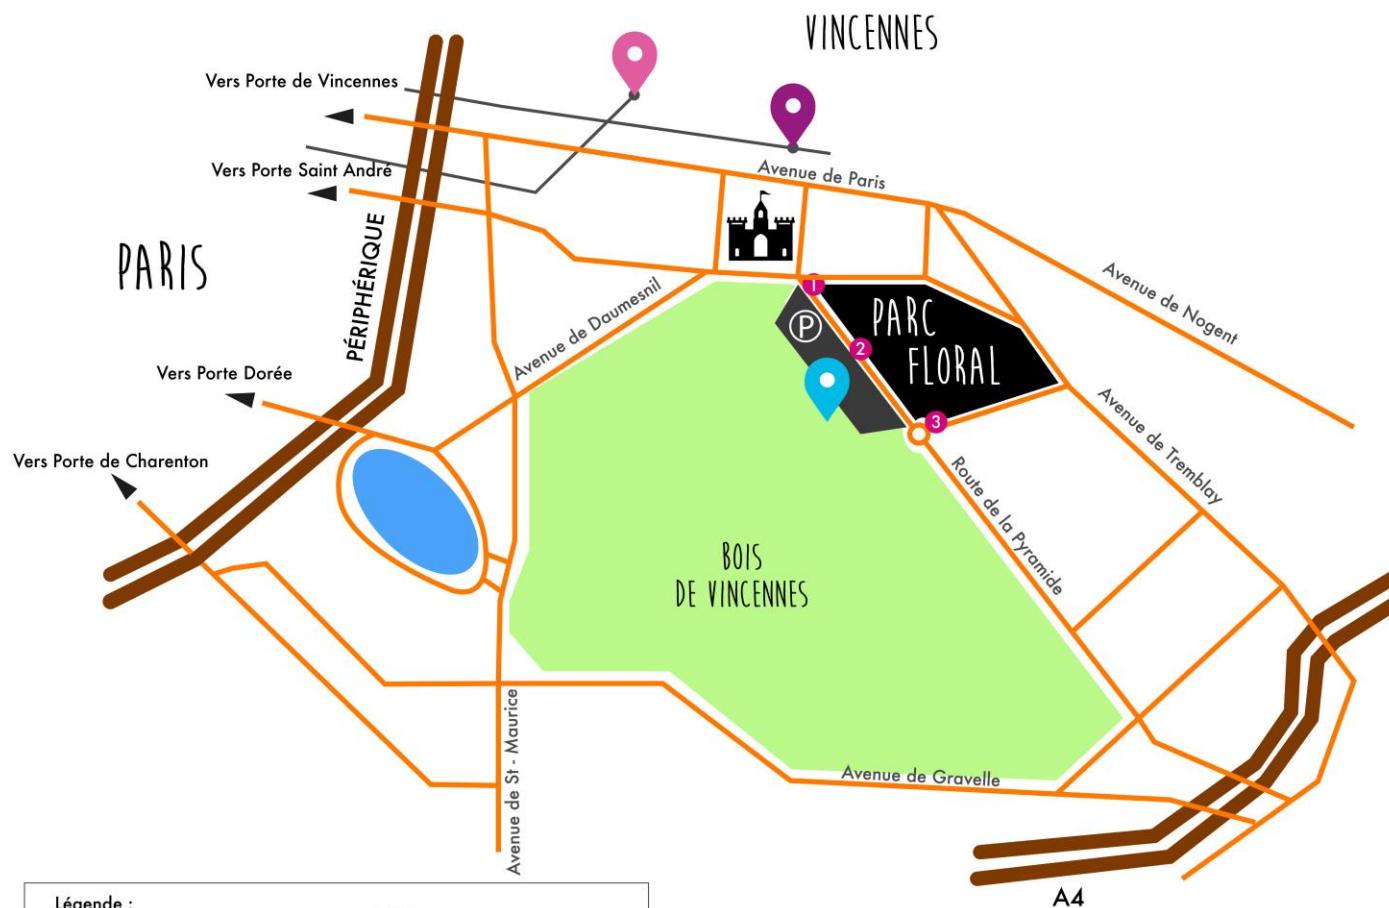 VINCENNES
Vers Porte de Vincennes
Avenue de Paris
Vers Porte Saint André
PARIS
PÉRIPHÉRIQUE
Avenue de Daumesnil
Avenue de Nogent
1
P
PARC
FLORAL
2
Vers Porte Dorée
3
Avenue de Tremblay
Vers Porte de Charenton
Route de la Pyramide
BOIS
DE VINCENNES
Avenue de St - Maurice
Avenue de Gravelle
A4
Légende :